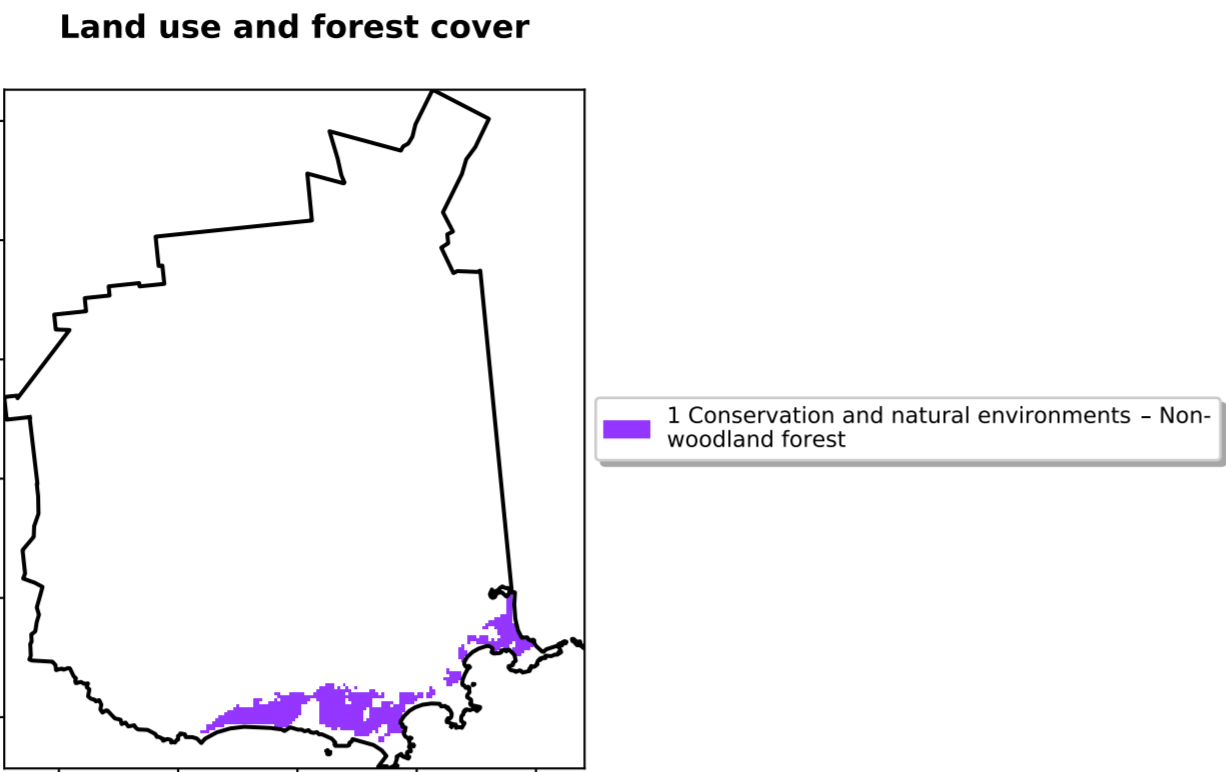 Land use and forest cover
1 Conservation and natural environments – Non-
woodland forest